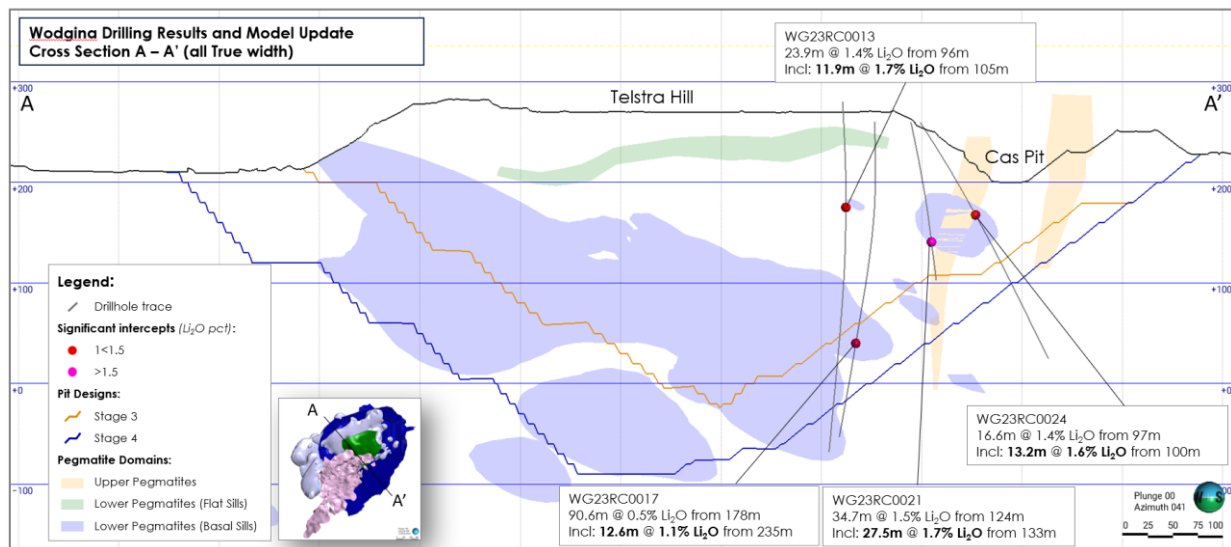 Wodgina Drilling Results and Model Update
Cross Section A – A' (all True width)
WG23RC0013
23.9m @ 1.4% Li₂O from 96m
Incl: 11.9m @ 1.7% Li₂O from 105m
+300
+300
A
Telstra Hill
A'
Cas Pit
+200
+200
+100
+100
+0
+0
-100
-100
Legend:
Drillhole trace
Significant intercepts (Li₂O pct):
1<1.5
>1.5
Pit Designs:
Stage 3
Stage 4
Pegmatite Domains:
Upper Pegmatites
Lower Pegmatites (Flat Sills)
Lower Pegmatites (Basal Sills)
A
A'
WG23RC0024
16.6m @ 1.4% Li₂O from 97m
Incl: 13.2m @ 1.6% Li₂O from 100m
WG23RC0017
90.6m @ 0.5% Li₂O from 178m
Incl: 12.6m @ 1.1% Li₂O from 235m
WG23RC0021
34.7m @ 1.5% Li₂O from 124m
Incl: 27.5m @ 1.7% Li₂O from 133m
Plunge 00
Azimuth 041
0 25 50 75 100